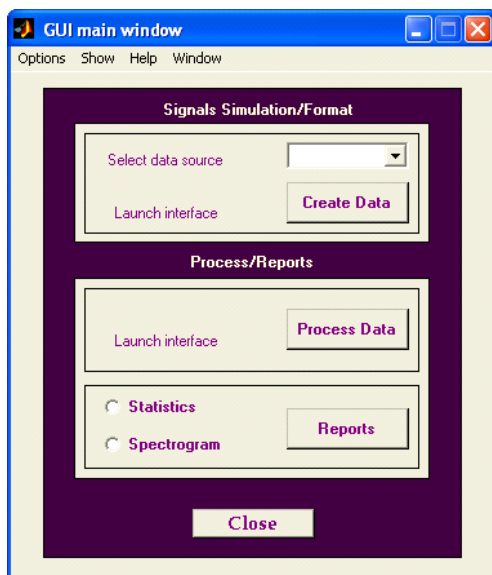 GUI main window
Options Show Help Window
Signals Simulation/Format
Select data source
Create Data
Launch interface
Process/Reports
Process Data
Launch interface
Statistics
Reports
Spectrogram
Close